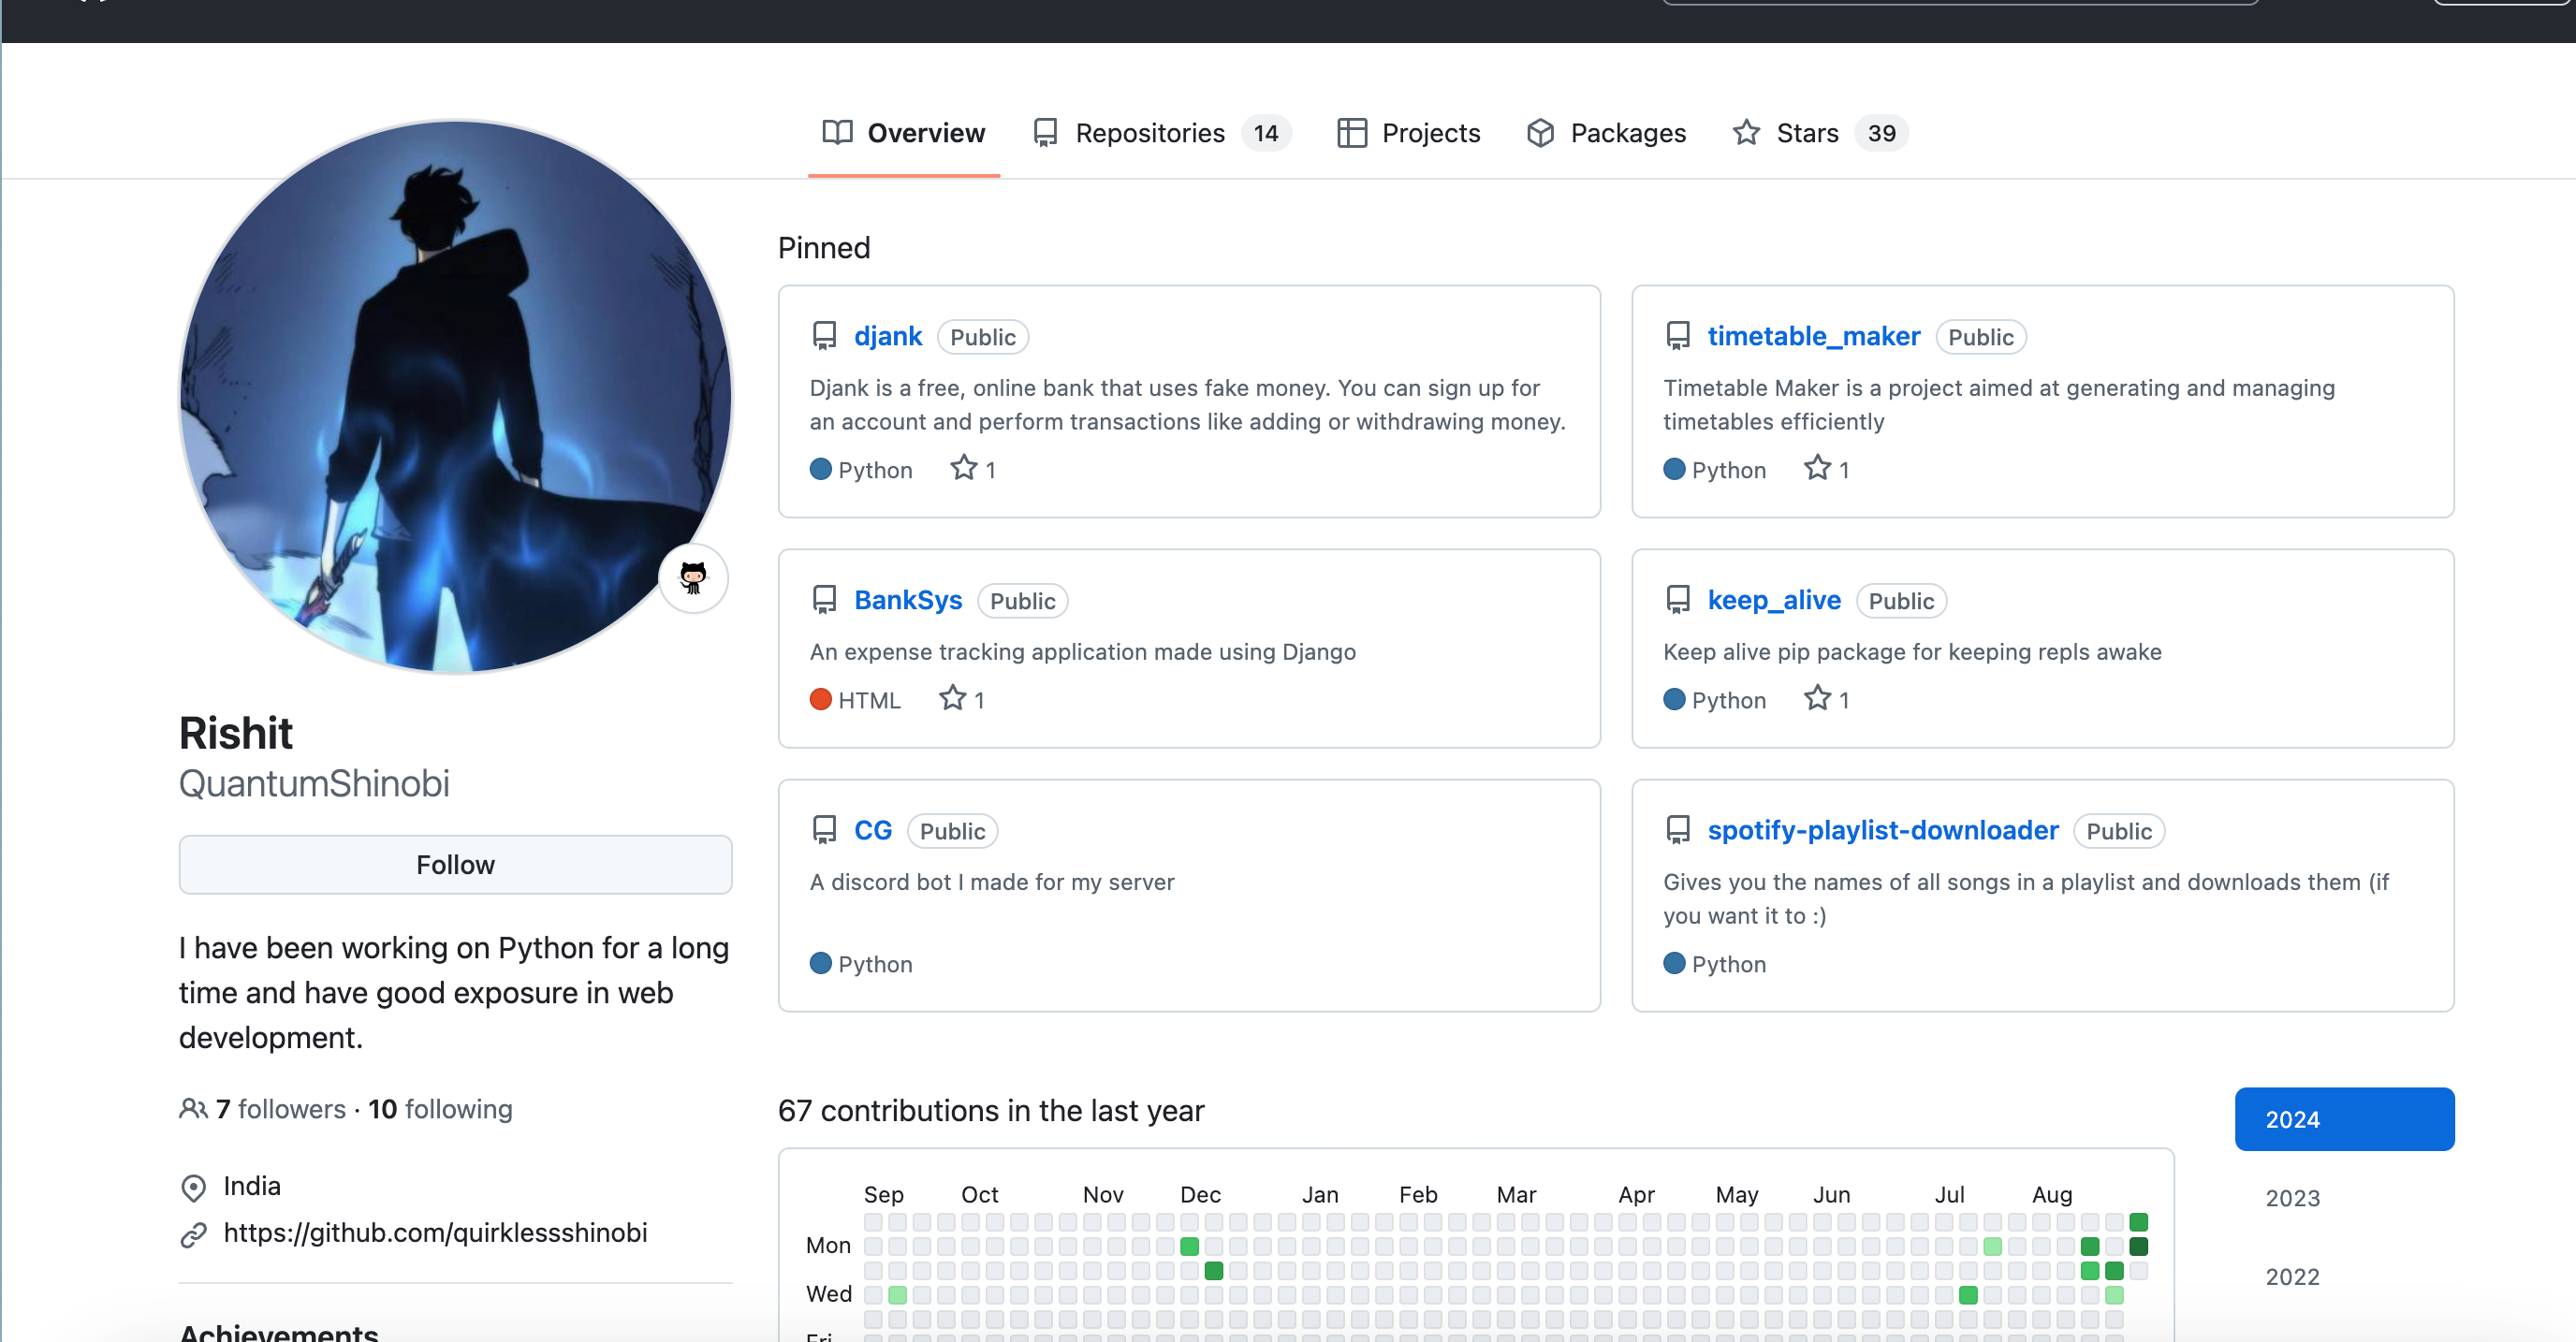 Overview
Repositories 14
Projects
Packages
Stars 39
Rishit
QuantumShinobi
Follow
I have been working on Python for a long
time and have good exposure in web
development.
7 followers · 10 following
India
https://github.com/quirklessshinobi
Achievements
Pinned
djank Public
Djank is a free, online bank that uses fake money. You can sign up for
an account and perform transactions like adding or withdrawing money.
Python 1
timetable_maker Public
Timetable Maker is a project aimed at generating and managing
timetables efficiently
Python 1
BankSys Public
An expense tracking application made using Django
HTML 1
keep_alive Public
Keep alive pip package for keeping repls awake
Python 1
CG Public
A discord bot I made for my server
Python
spotify-playlist-downloader Public
Gives you the names of all songs in a playlist and downloads them (if
you want it to :)
Python
67 contributions in the last year
Sep Oct Nov Dec Jan Feb Mar Apr May Jun Jul Aug
Mon
Wed
Fri
2024
2023
2022